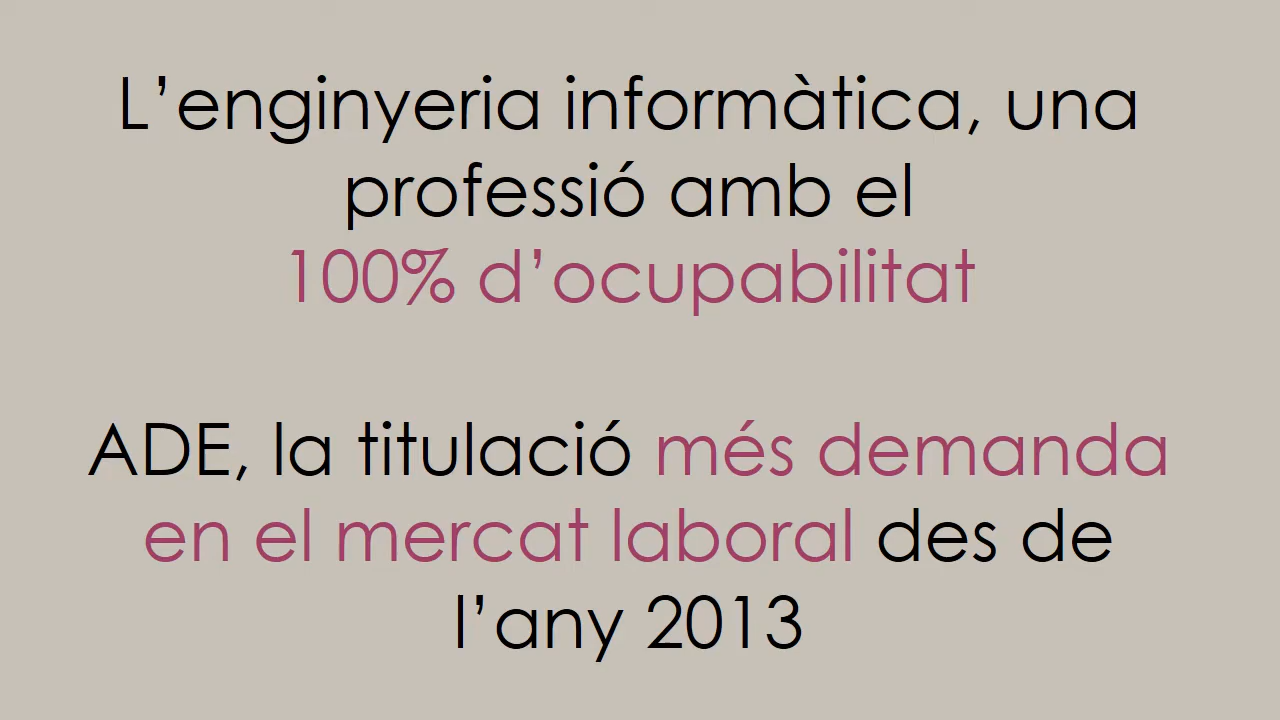 L’enginyeria informàtica, una
professió amb el
100% d’ocupabilitat
ADE, la titulació més demanda
en el mercat laboral des de
l’any 2013